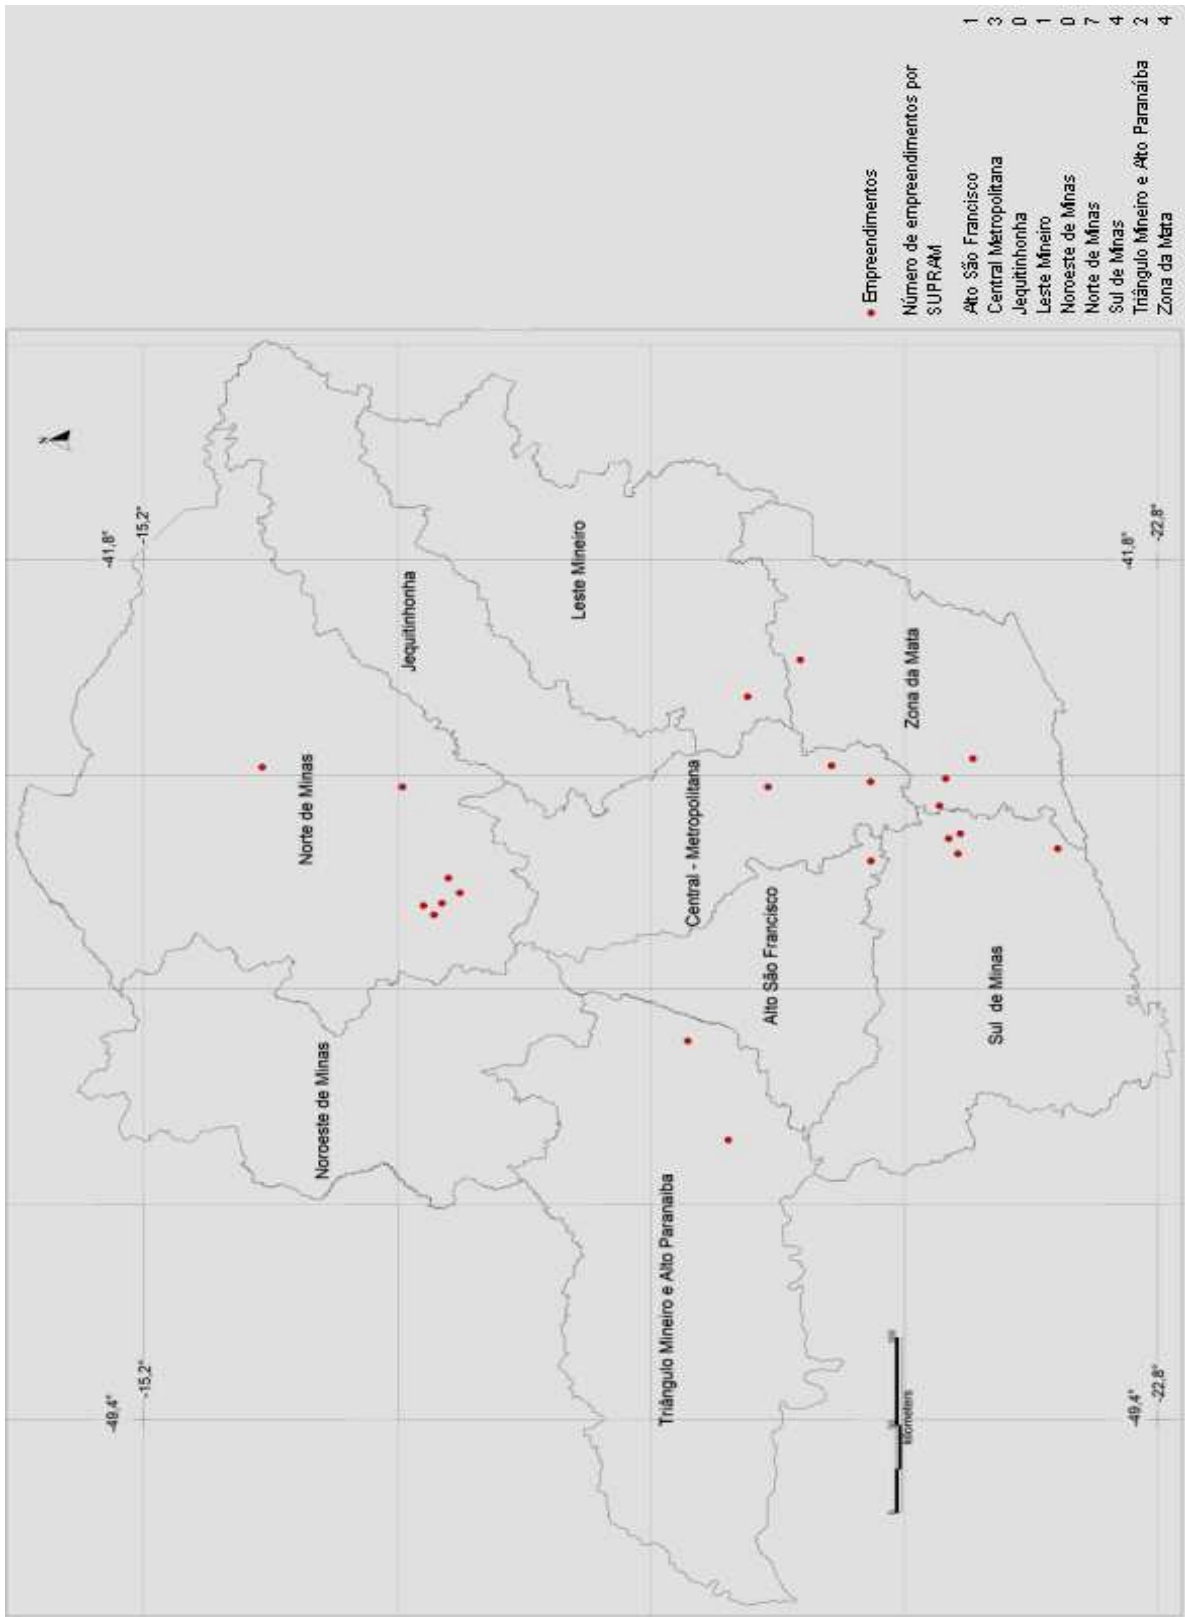 N
-49,4°
-41,8°
-15,2°
-15,2°
Norte de Minas
Noroeste de Minas
Jequitinhonha
Leste Mineiro
Triângulo Mineiro e Alto Paranaiba
Central - Metropolitana
Alto São Francisco
Zona da Mata
Sul de Minas
kilometers
-49,4°
-41,8°
-22,8°
-22,8°
Empreendimentos
Número de empreendimentos por
SUPRAM
Alto São Francisco 1
Central Metropolitana 3
Jequitinhonha 0
Leste Mineiro 1
Noroeste de Minas 0
Norte de Minas 7
Sul de Minas 4
Triângulo Mineiro e Alto Paranaíba 2
Zona da Mata 4